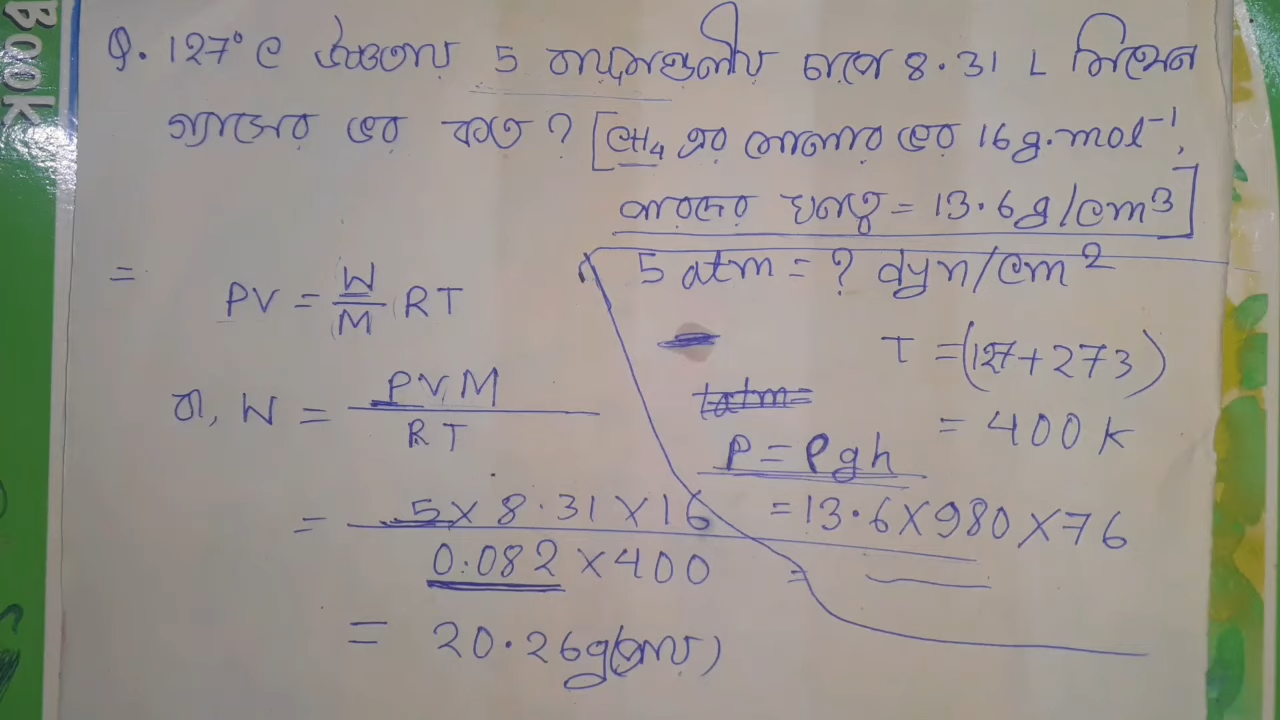 BOOK
Q. 127° C উষ্ণতায় 5 বায়ুমণ্ডলীয় চাপে 8.31 L মিথেন
গ্যাসের ভর কত ? [CH4 এর মোলার ভর 16g.mol⁻¹,
পারদের ঘনত্ব = 13.6g/cm3]
5 atm = ? dyn/cm²
= PV = W/M RT
T = (127+273)
= 400 K
বা, W = PVM/RT
1atm=
P = ρgh
= 13.6×980×76
= 5×8.31×16/0.082×400
=
= 20.26g(প্রায়)